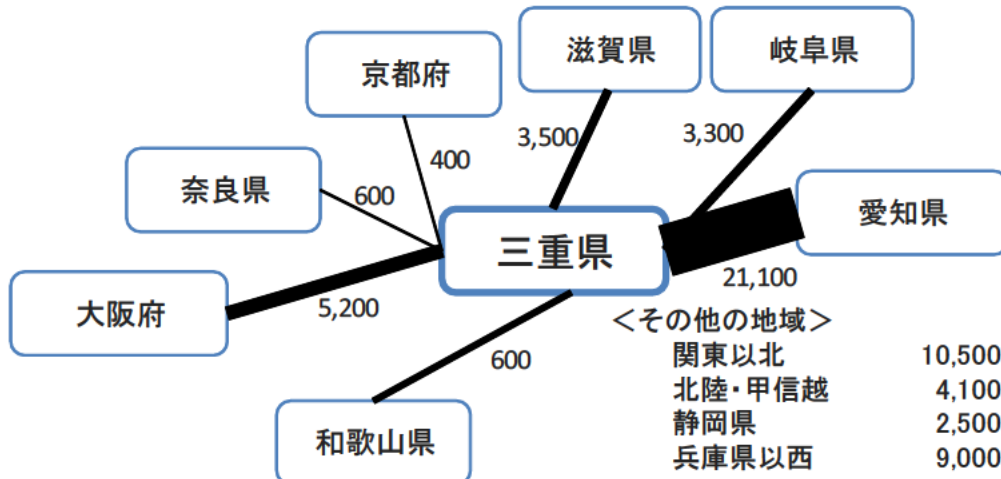 滋賀県
岐阜県
京都府
3,500
3,300
400
奈良県
600
愛知県
三重県
21,100
大阪府
5,200
600
和歌山県
＜その他の地域＞
関東以北 10,500
北陸・甲信越 4,100
静岡県 2,500
兵庫県以西 9,000